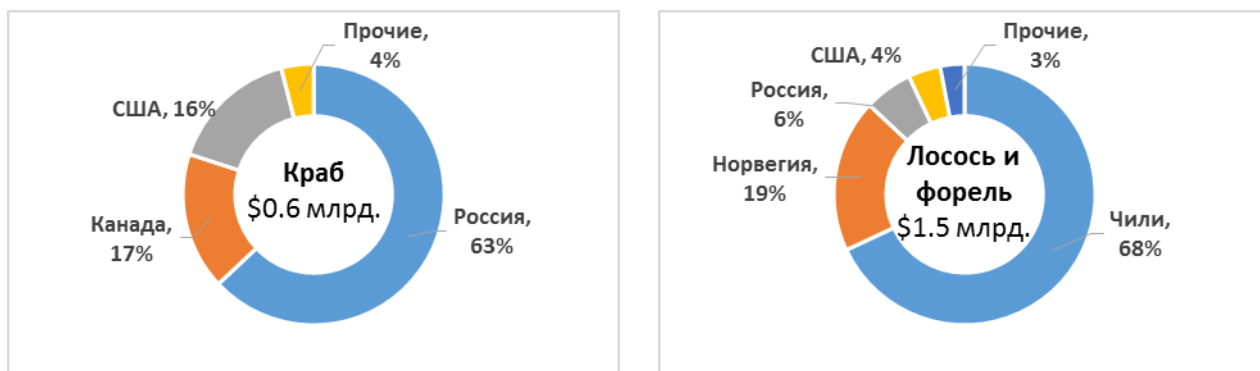 Прочие,
4%
США, 16%
Краб
$0.6 млрд.
Канада,
17%
Россия,
63%
Прочие,
3%
США, 4%
Россия,
6%
Норвегия,
19%
Лосось и
форель
$1.5 млрд.
Чили,
68%